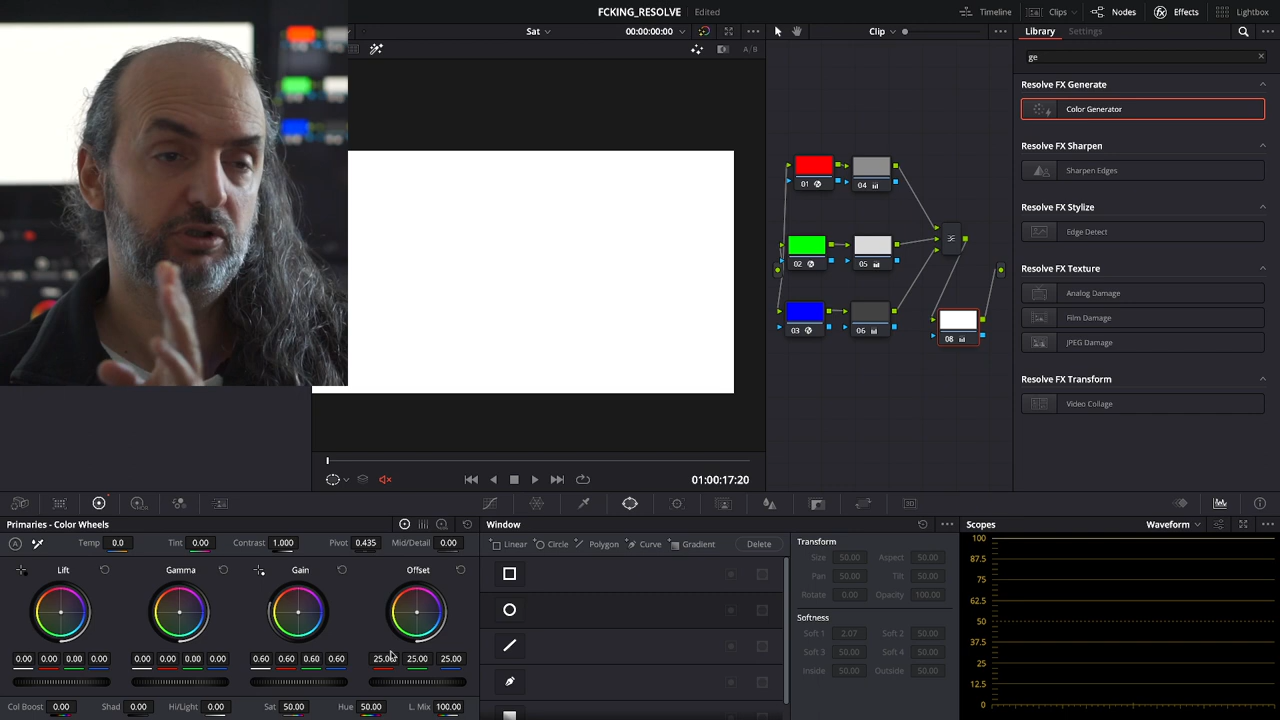 FCKING_RESOLVE Edited
Timeline Clips Nodes Effects Lightbox
Sat 00:00:00:00 Clip Library Settings
A/B
ge
Resolve FX Generate
Color Generator
Resolve FX Sharpen
Sharpen Edges
Resolve FX Stylize
Edge Detect
Resolve FX Texture
Analog Damage
Film Damage
JPEG Damage
Resolve FX Transform
Video Collage
01 04
02 05
03 06
08
01:00:17:20
Primaries - Color Wheels
A Temp 0.0 Tint 0.00 Contrast 1.000 Pivot 0.435 Mid/Detail 0.00
Lift Gamma Gain Offset
0.00 0.00 0.00 0.00 0.00 0.00 0.00 0.00 0.60 0.60 0.60 0.60 25.00 25.00 25.00
Col Boost 0.00 Shad 0.00 Hi/Light 0.00 Sat 50.00 Hue 50.00 L. Mix 100.00
Window
Linear Circle Polygon Curve Gradient Delete
Transform
Size 50.00 Aspect 50.00
Pan 50.00 Tilt 50.00
Rotate 0.00 Opacity 100.00
Softness
Soft 1 2.07 Soft 2 50.00
Soft 3 50.00 Soft 4 50.00
Inside 50.00 Outside 50.00
Scopes Waveform
100
87.5
75
62.5
50
37.5
25
12.5
0